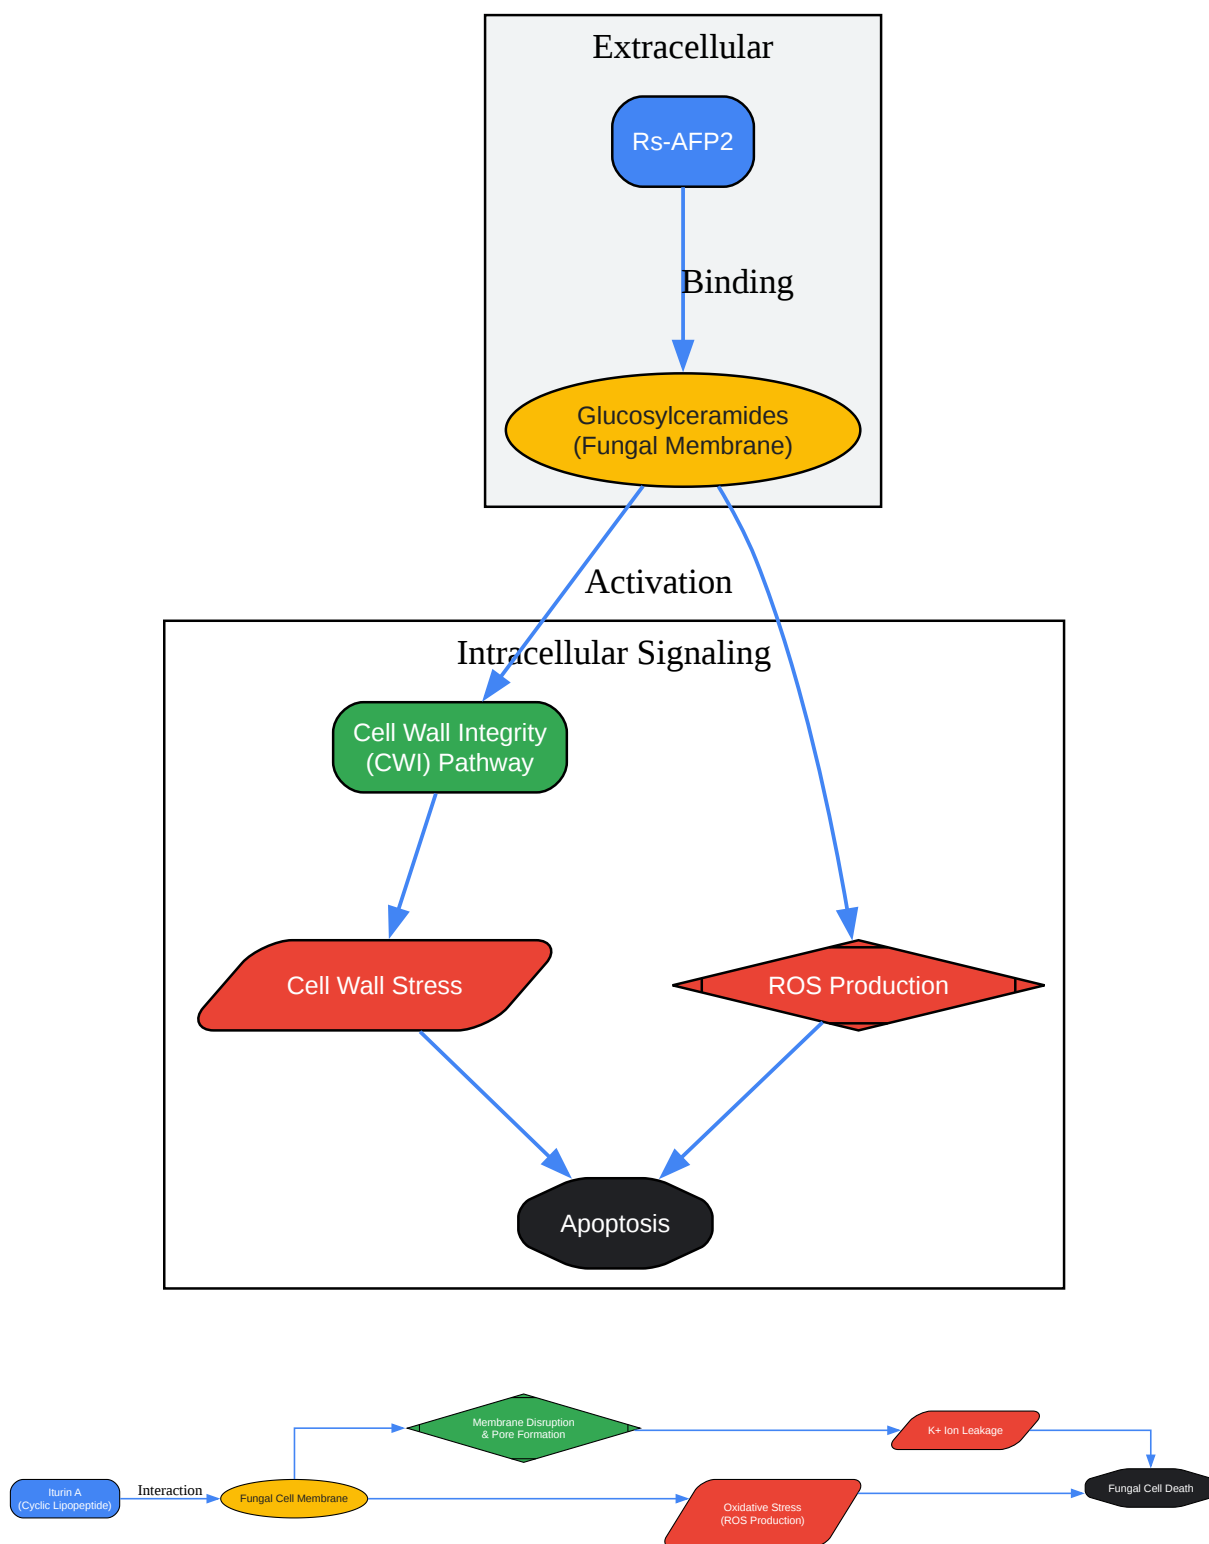 Extracellular
Rs-AFP2
Binding
Glucosylceramides
(Fungal Membrane)
Activation
Intracellular Signaling
Cell Wall Integrity
(CWI) Pathway
Cell Wall Stress
ROS Production
Apoptosis
Membrane Disruption
& Pore Formation
K+ Ion Leakage
Iturin A
(Cyclic Lipopeptide)
Interaction
Fungal Cell Membrane
Oxidative Stress
(ROS Production)
Fungal Cell Death